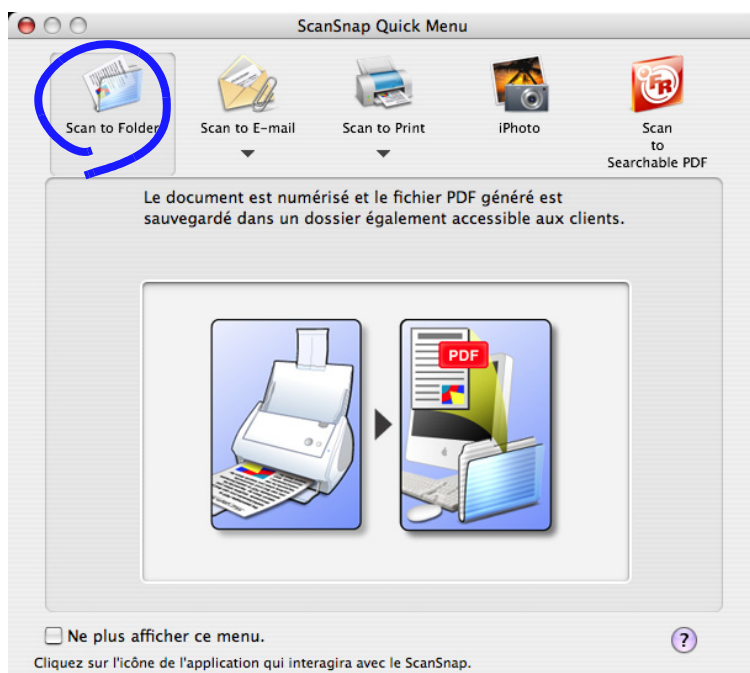 ScanSnap Quick Menu
Scan to Folder
Scan to E-mail
Scan to Print
iPhoto
Scan
to
Searchable PDF
Le document est numérisé et le fichier PDF généré est
sauvegardé dans un dossier également accessible aux clients.
PDF
Ne plus afficher ce menu.
?
Cliquez sur l'icône de l'application qui interagira avec le ScanSnap.